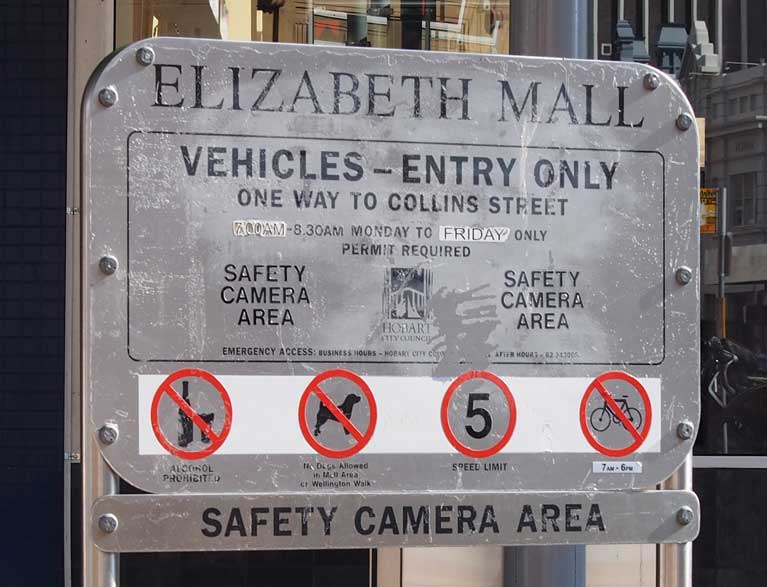 ELIZABETH MALL
VEHICLES – ENTRY ONLY
ONE WAY TO COLLINS STREET
7.00AM-8.30AM MONDAY TO FRIDAY ONLY
PERMIT REQUIRED
SAFETY CAMERA AREA
HOBART
CITY COUNCIL
SAFETY CAMERA AREA
EMERGENCY ACCESS: BUSINESS HOURS – HOBART CITY AFTER HOURS –
5
ALCOHOL
PROHIBITED
No Dogs Allowed
in Mall Area
or Wellington Walk
SPEED LIMIT
7AM - 6PM
SAFETY CAMERA AREA